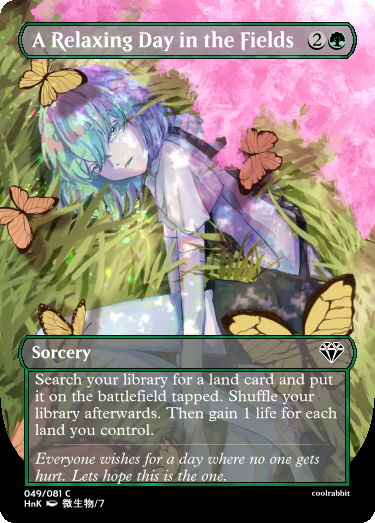 A Relaxing Day in the Fields 2
Sorcery
Search your library for a land card and put
it on the battlefield tapped. Shuffle your
library afterwards. Then gain 1 life for each
land you control.
Everyone wishes for a day where no one gets
hurt. Lets hope this is the one.
049/081 C
HnK 微生物/7
coolrabbit